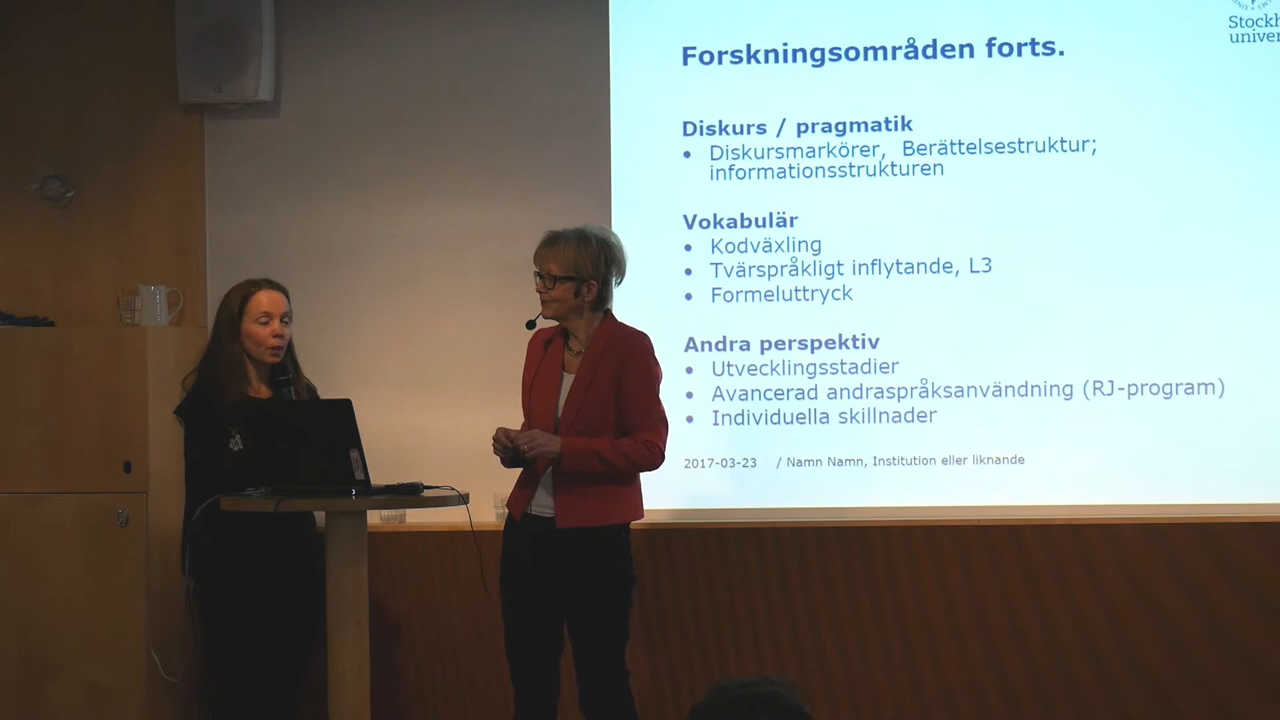 Stockh
univer
Forskningsområden forts.
Diskurs / pragmatik
• Diskursmarkörer, Berättelsestruktur;
informationsstrukturen
Vokabulär
• Kodväxling
• Tvärspråkligt inflytande, L3
• Formeluttryck
Andra perspektiv
• Utvecklingsstadier
• Avancerad andraspråksanvändning (RJ-program)
• Individuella skillnader
2017-03-23 / Namn Namn, Institution eller liknande